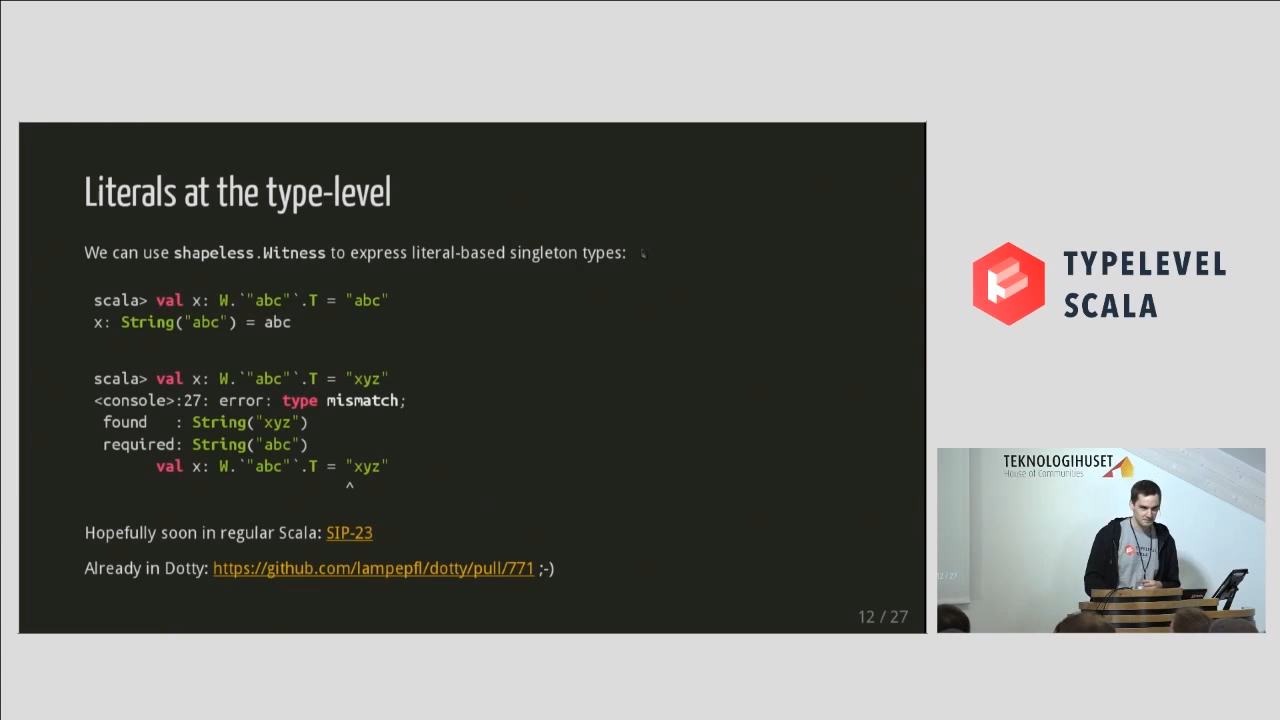 Literals at the type-level
We can use shapeless.Witness to express literal-based singleton types:
scala> val x: W.`"abc"`.T = "abc"
x: String("abc") = abc
scala> val x: W.`"abc"`.T = "xyz"
<console>:27: error: type mismatch;
found   : String("xyz")
required: String("abc")
val x: W.`"abc"`.T = "xyz"
^
Hopefully soon in regular Scala: SIP-23
Already in Dotty: https://github.com/lampepfl/dotty/pull/771 ;-)
12 / 27
TYPELEVEL
SCALA
TEKNOLOGIHUSET
House of Communities
12 / 27